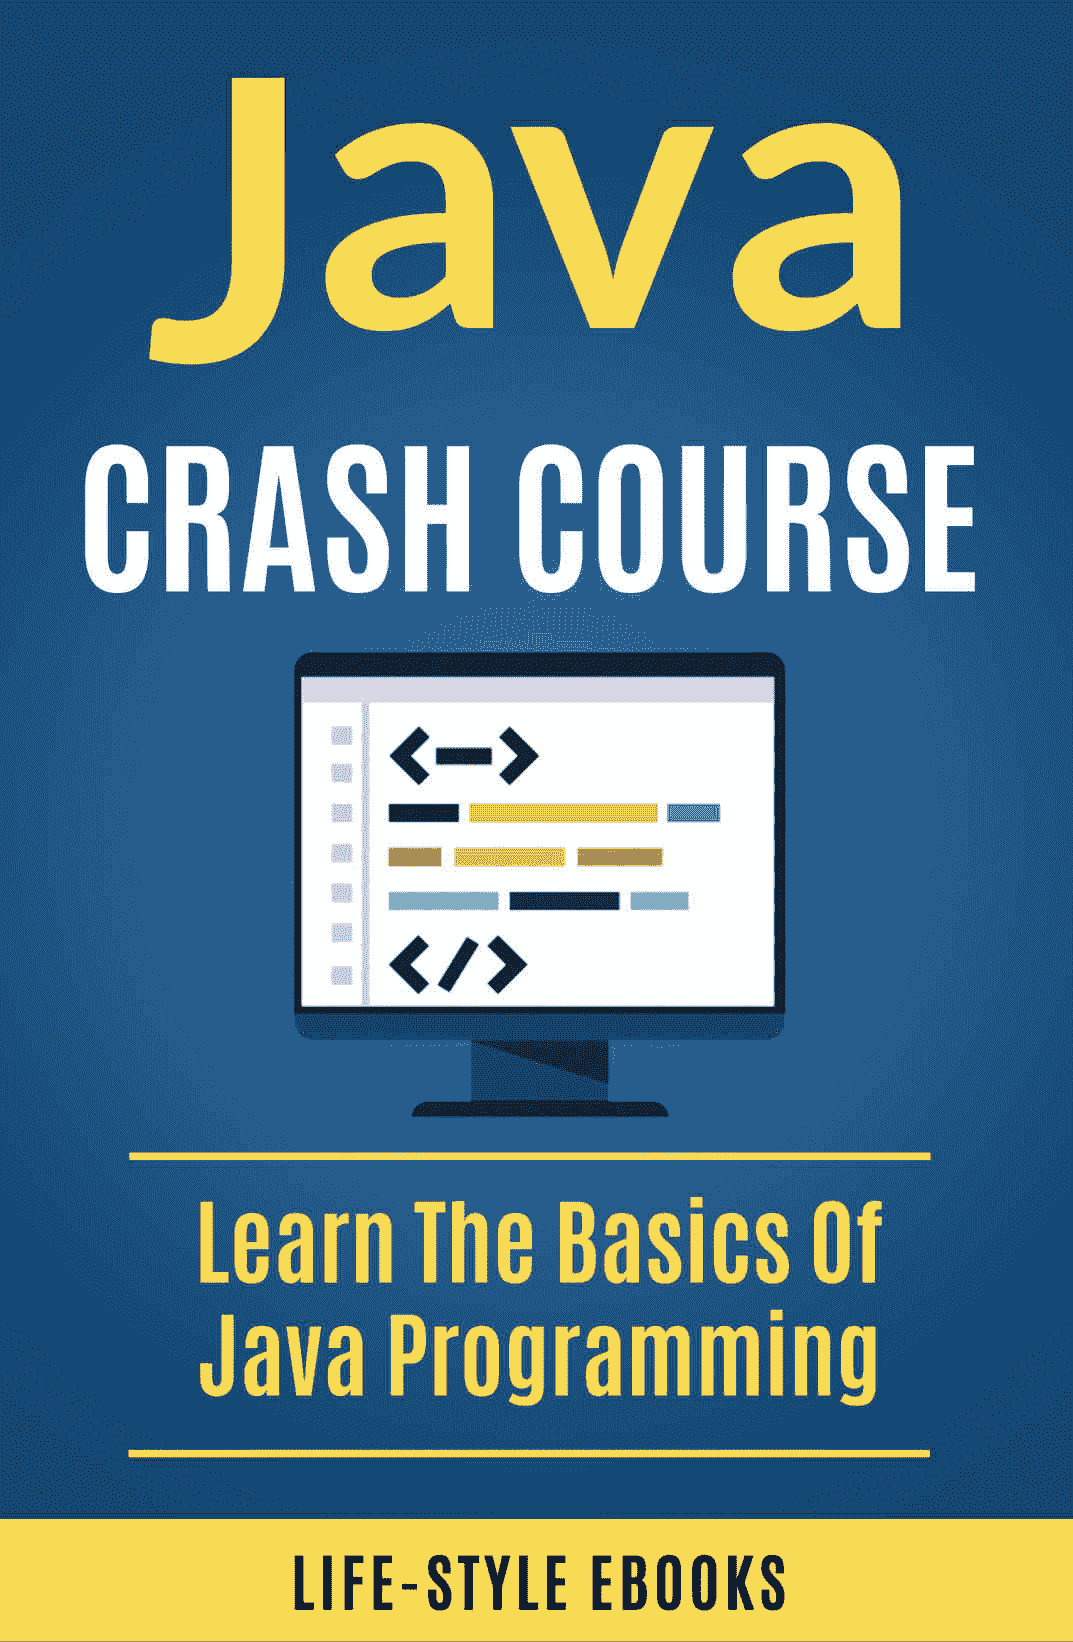 Java
CRASH COURSE
<->
</>
Learn The Basics Of
Java Programming
LIFE-STYLE EBOOKS